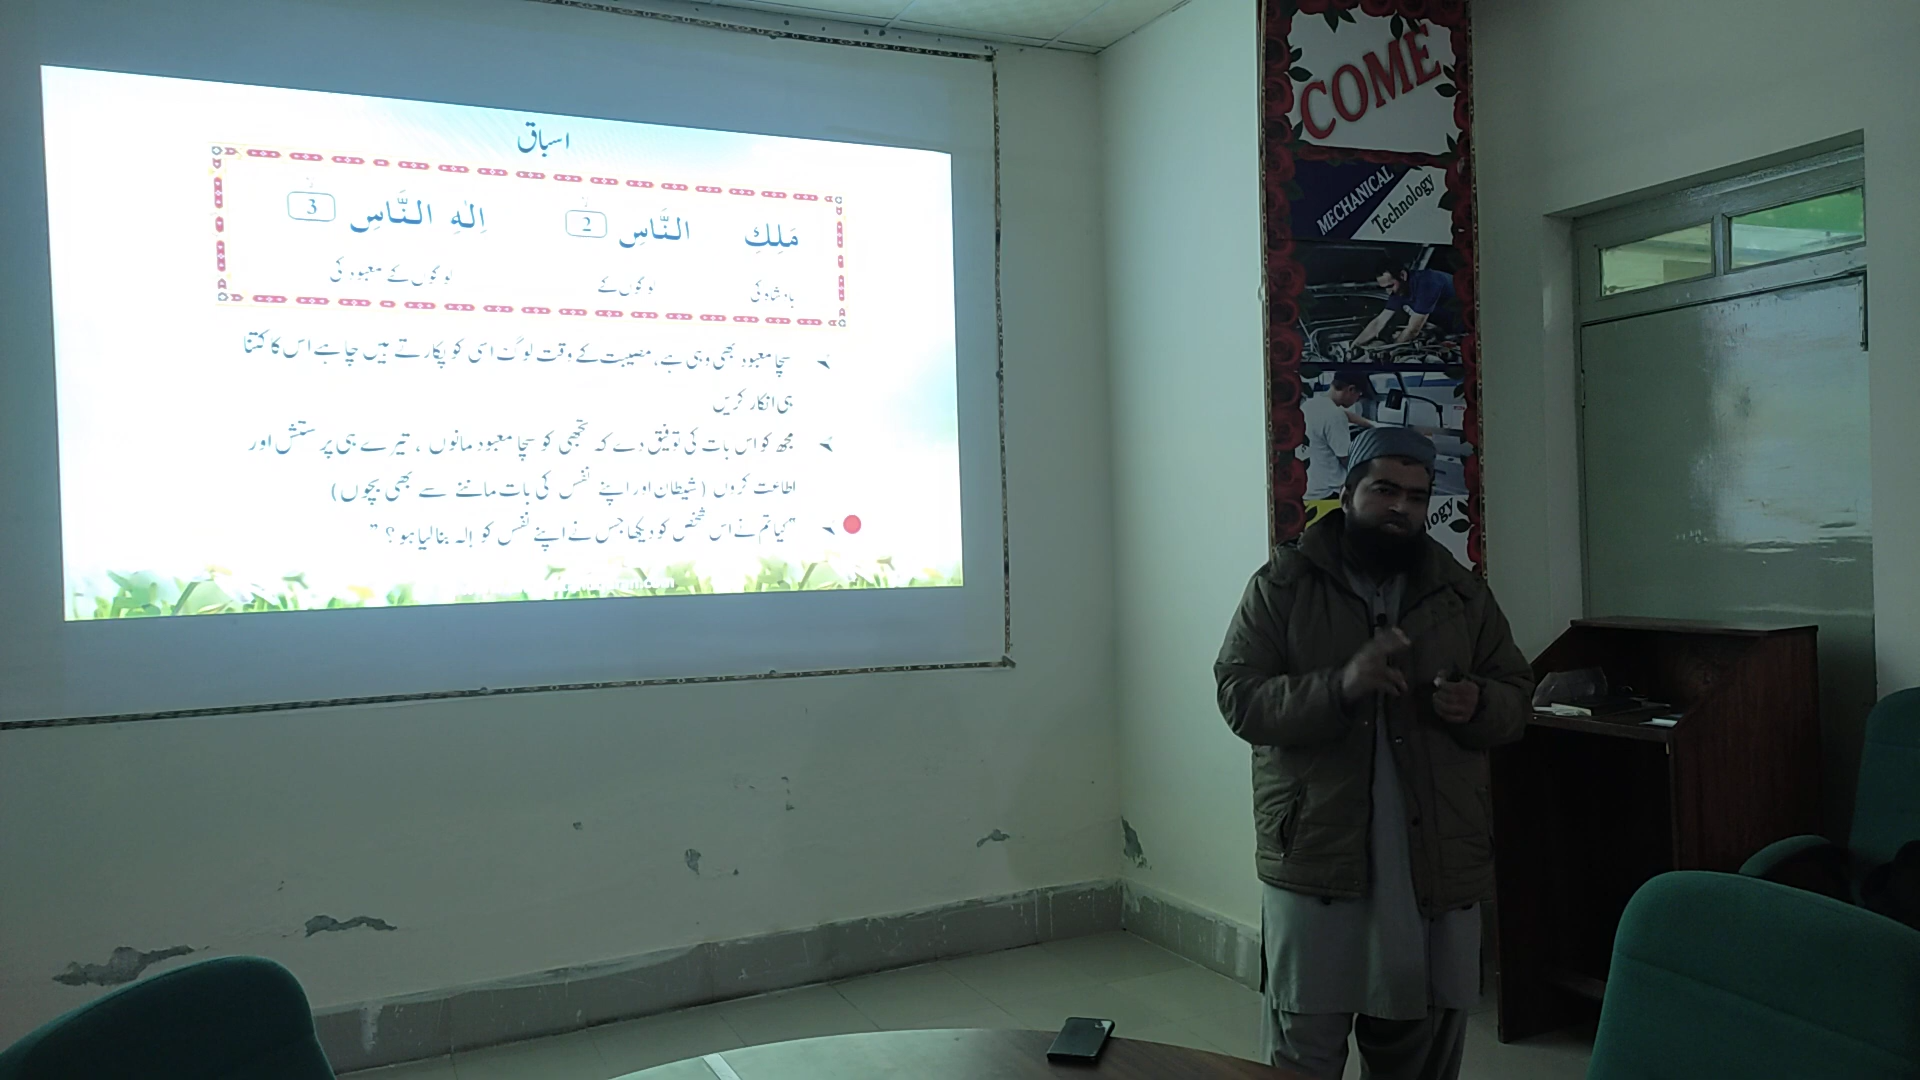 اسباق
مَلِكِ النَّاسِ 2 اِلٰهِ النَّاسِ 3
بادشاہ کی لوگوں کے لوگوں کے معبود کی
سچا معبود بھی وہی ہے، مصیبت کے وقت لوگ اسی کو پکارتے ہیں چاہے اس کا کتنا
ہی انکار کریں
مجھ کو اس بات کی توفیق دے کہ تجھی کو سچا معبود مانوں ، تیرے ہی پرستش اور
اطاعت کروں (شیطان اور اپنے نفس کی بات ماننے سے بھی بچوں)
"کیا تم نے اس شخص کو دیکھا جس نے اپنے نفس کو الٰہ بنا لیا ہو؟"
COME
MECHANICAL
Technology
logy